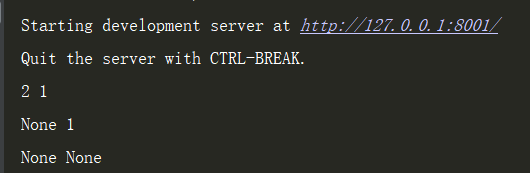 Starting development server at http://127.0.0.1:8001/
Quit the server with CTRL-BREAK.
2 1
None 1
None None